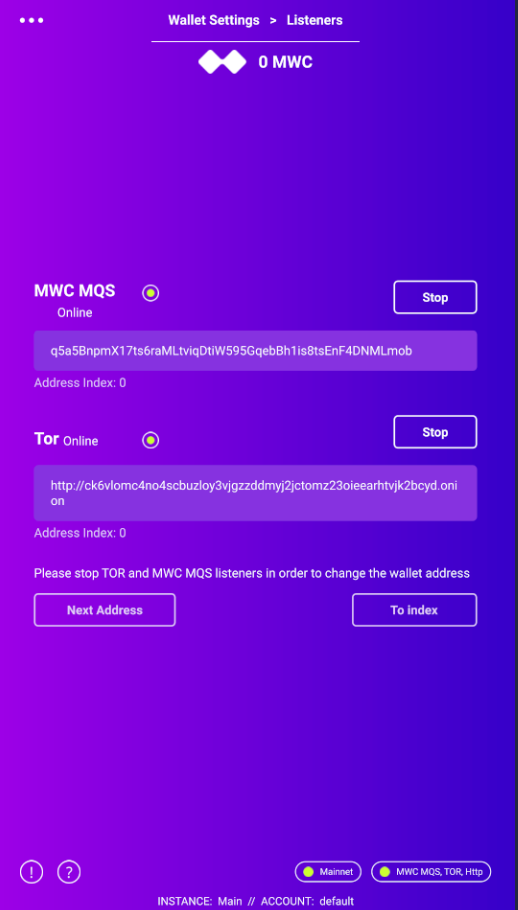 Wallet Settings > Listeners
0 MWC
MWC MQS
Stop
Online
q5a5BnpmX17ts6raMLtviqDtiW595GqebBh1is8tsEnF4DNMLmob
Address Index: 0
Tor Online
Stop
http://ck6vlomc4no4scbuzloy3vjgzzddmyj2jctomz23oieearhtvjk2bcyd.oni
on
Address Index: 0
Please stop TOR and MWC MQS listeners in order to change the wallet address
Next Address
To index
! ? Mainnet MWC MQS, TOR, Http
INSTANCE: Main // ACCOUNT: default